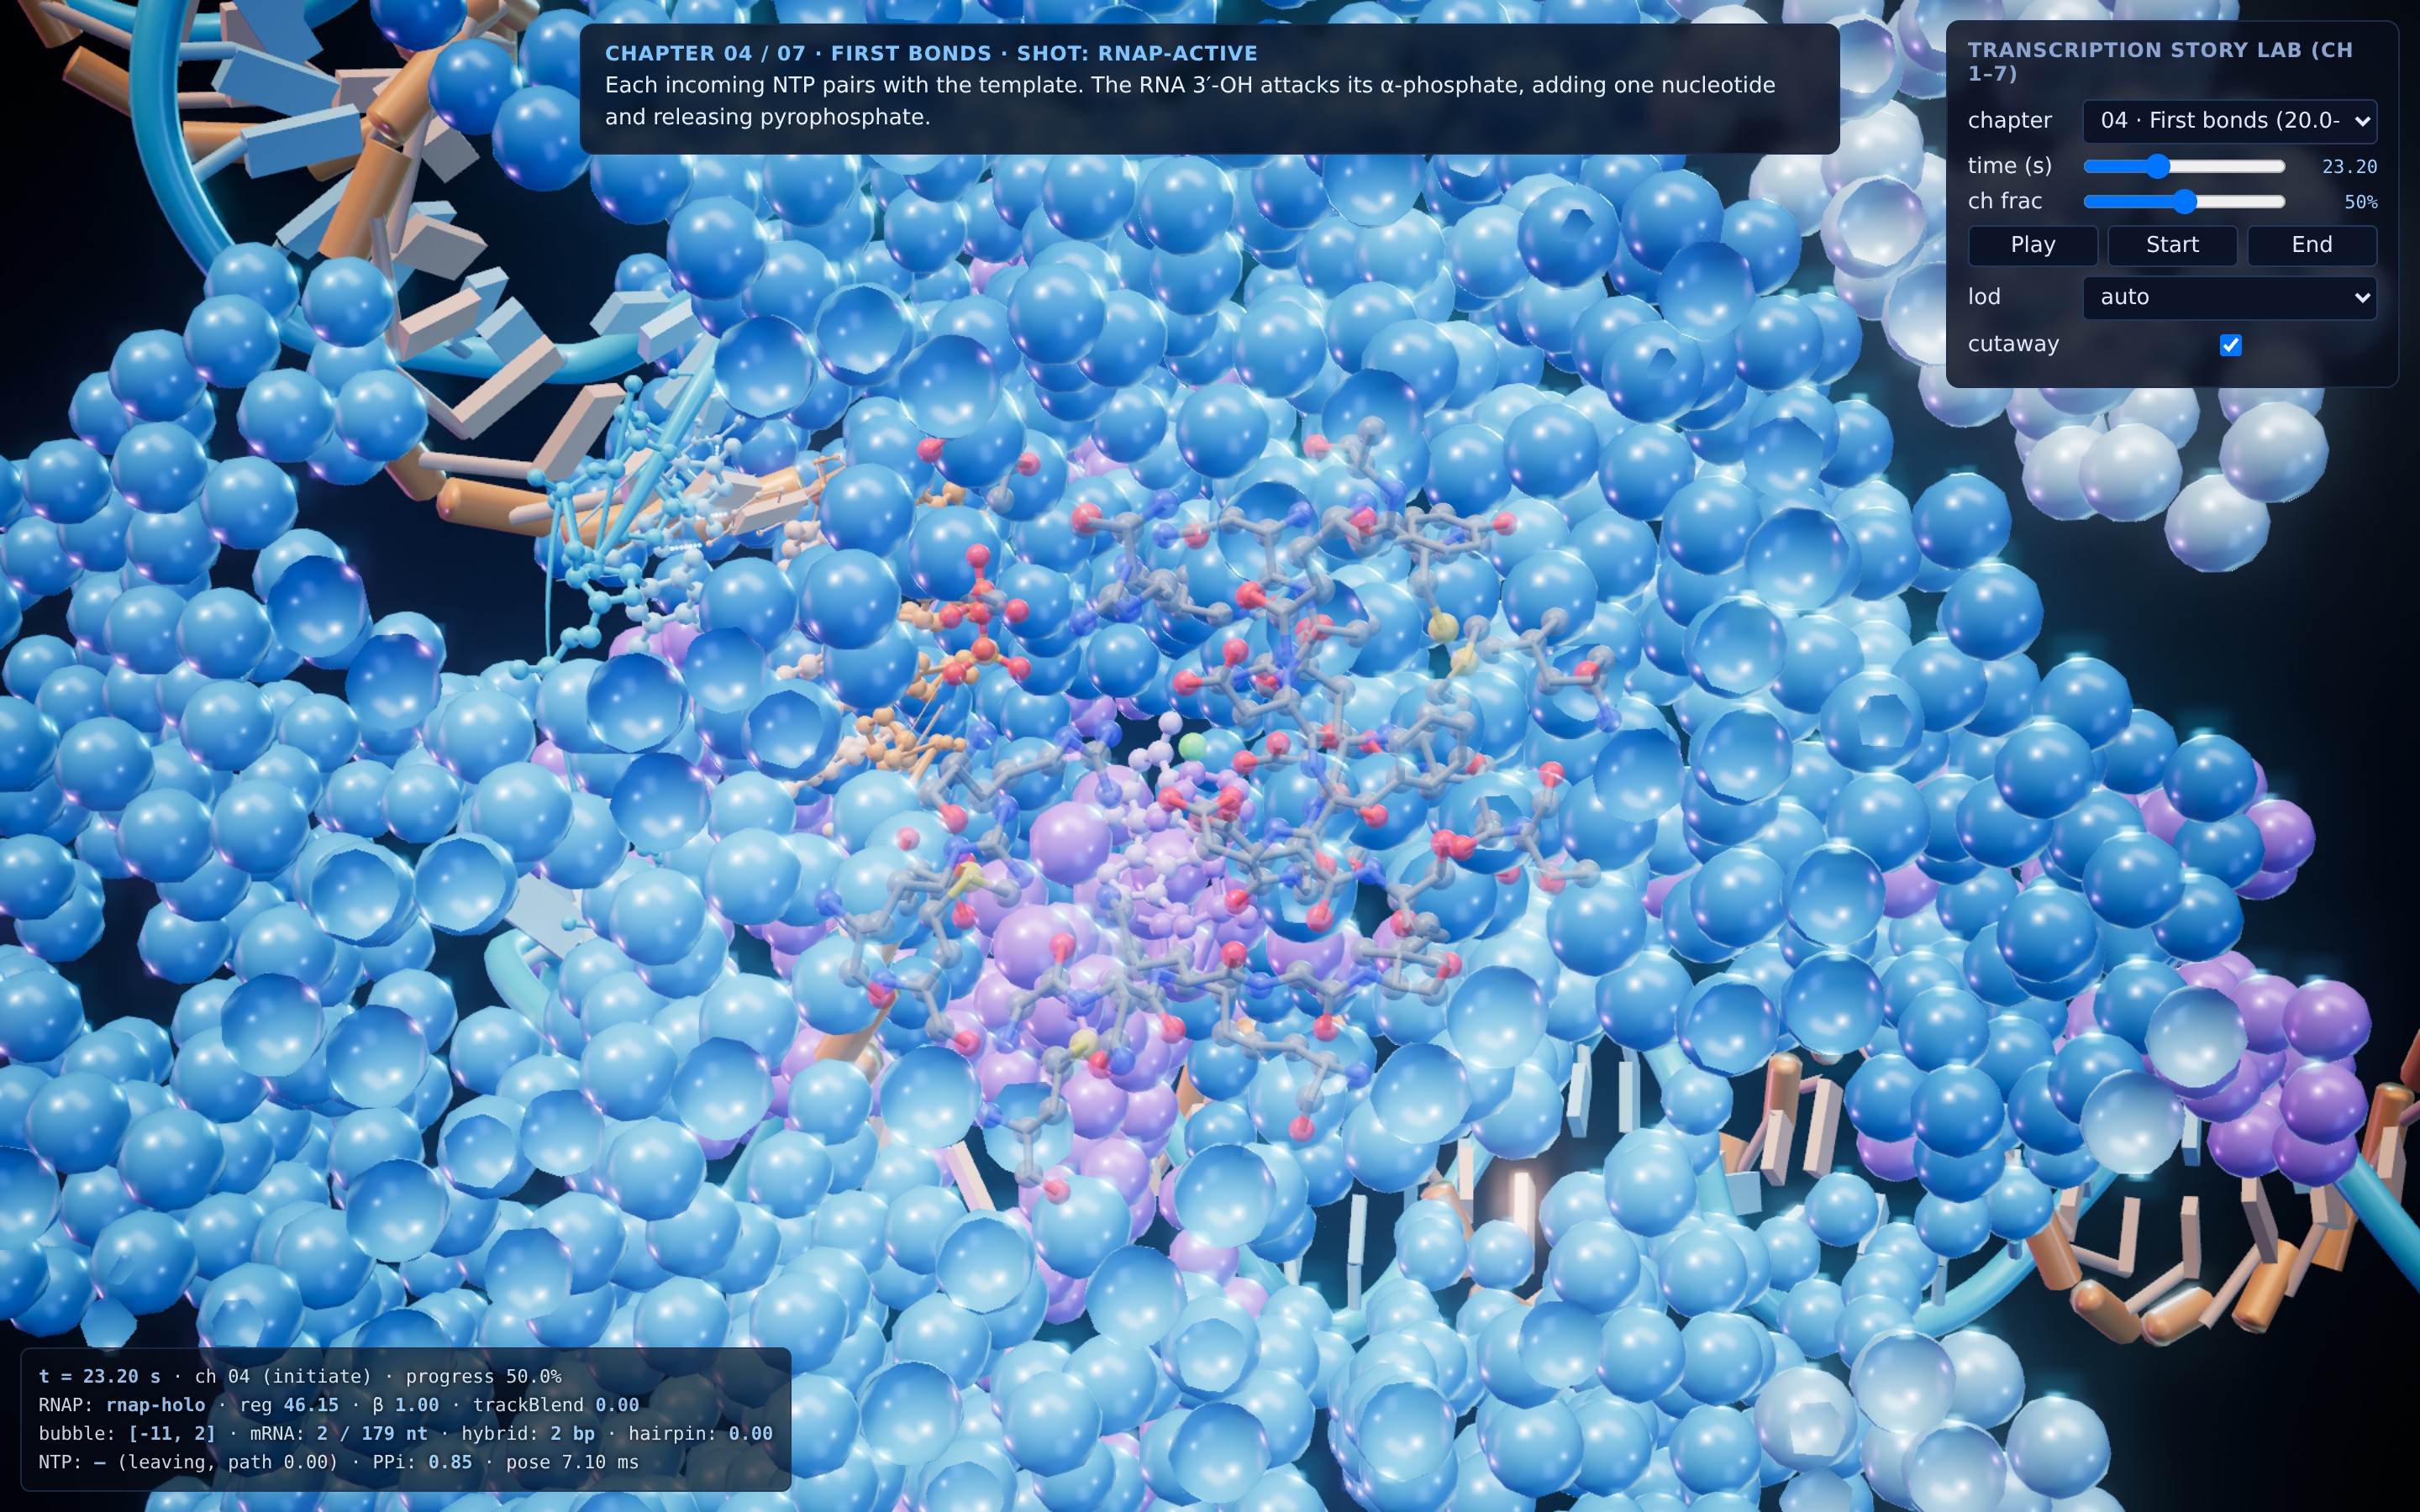 CHAPTER 04 / 07 · FIRST BONDS · SHOT: RNAP-ACTIVE
Each incoming NTP pairs with the template. The RNA 3′-OH attacks its α-phosphate, adding one nucleotide
and releasing pyrophosphate.
TRANSCRIPTION STORY LAB (CH
1–7)
chapter 04 · First bonds (20.0-
time (s) 23.20
ch frac 50%
Play Start End
lod auto
cutaway
t = 23.20 s · ch 04 (initiate) · progress 50.0%
RNAP: rnap-holo · reg 46.15 · β 1.00 · trackBlend 0.00
bubble: [-11, 2] · mRNA: 2 / 179 nt · hybrid: 2 bp · hairpin: 0.00
NTP: — (leaving, path 0.00) · PPi: 0.85 · pose 7.10 ms